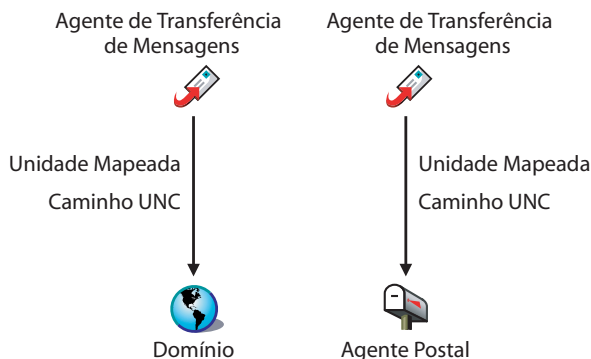 Agente de Transferência
de Mensagens
Agente de Transferência
de Mensagens
Unidade Mapeada
Caminho UNC
Unidade Mapeada
Caminho UNC
Domínio
Agente Postal